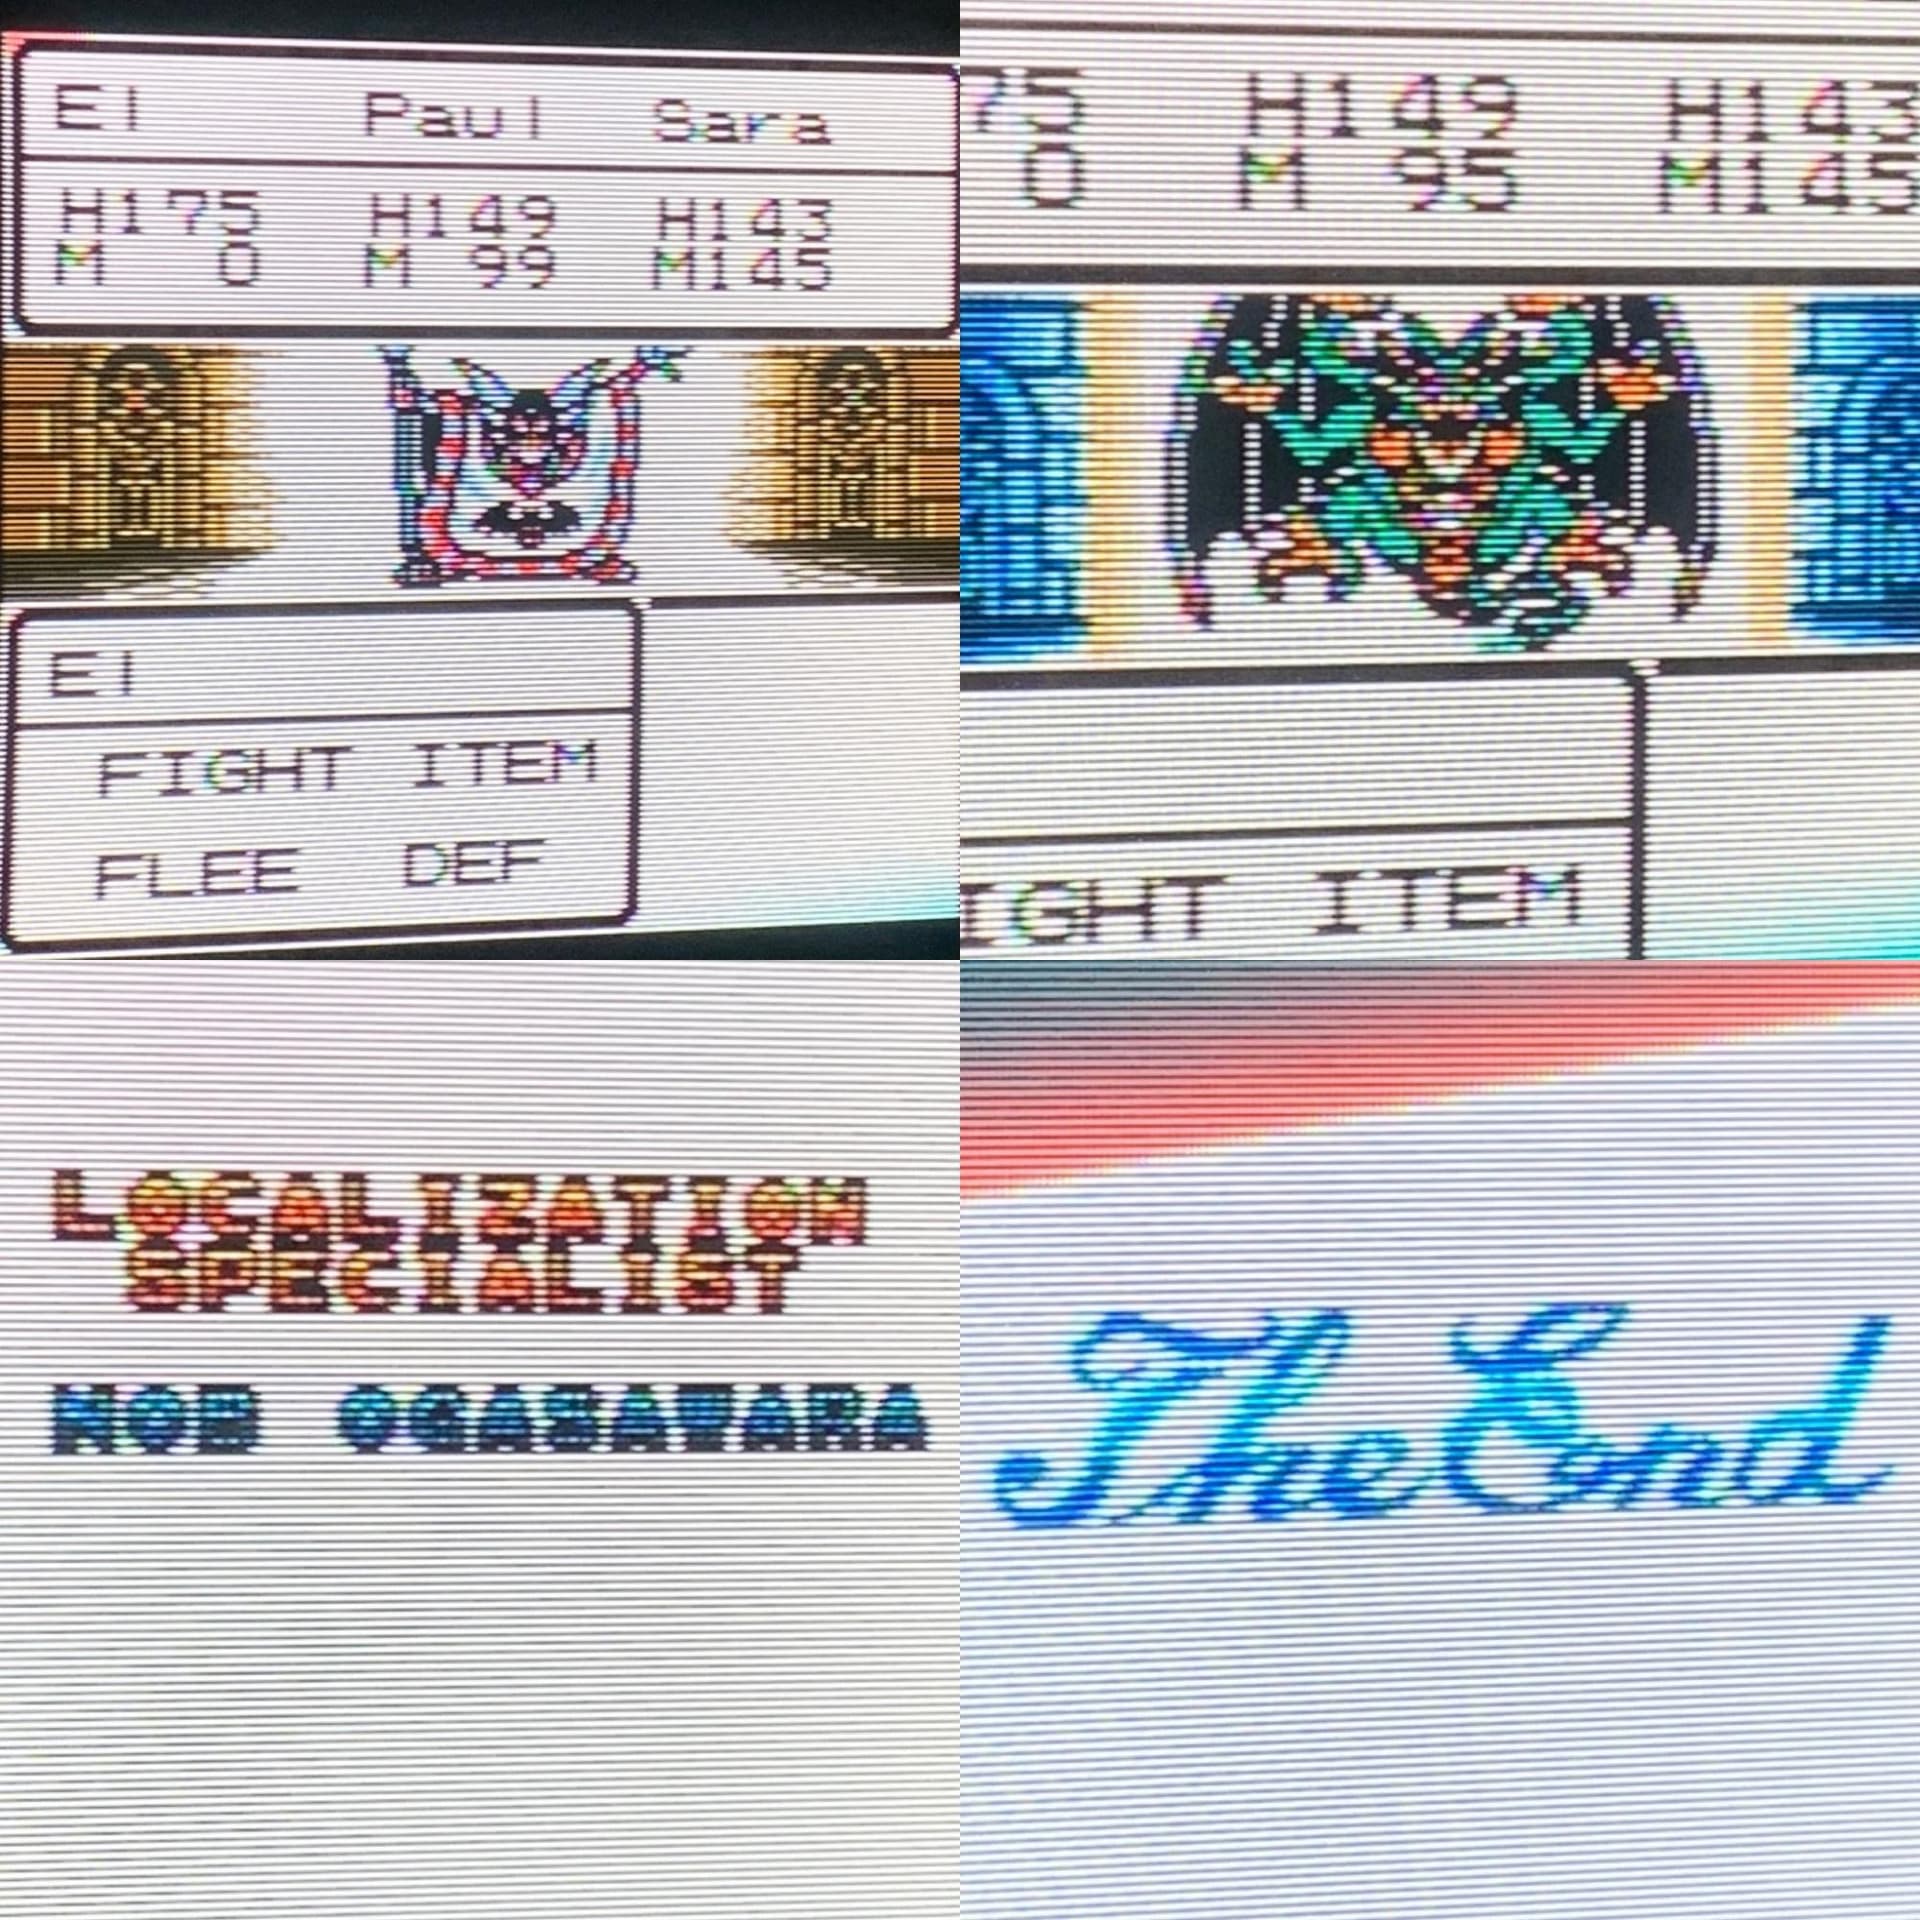 El Paul Sara
H175 H149 H143
M 0 M 99 M145
El
FIGHT ITEM
FLEE DEF
75 H149 H143
0 M 95 M145
IGHT ITEM
LOCALIZATION
SPECIALIST
NOB OGASAWARA
The End